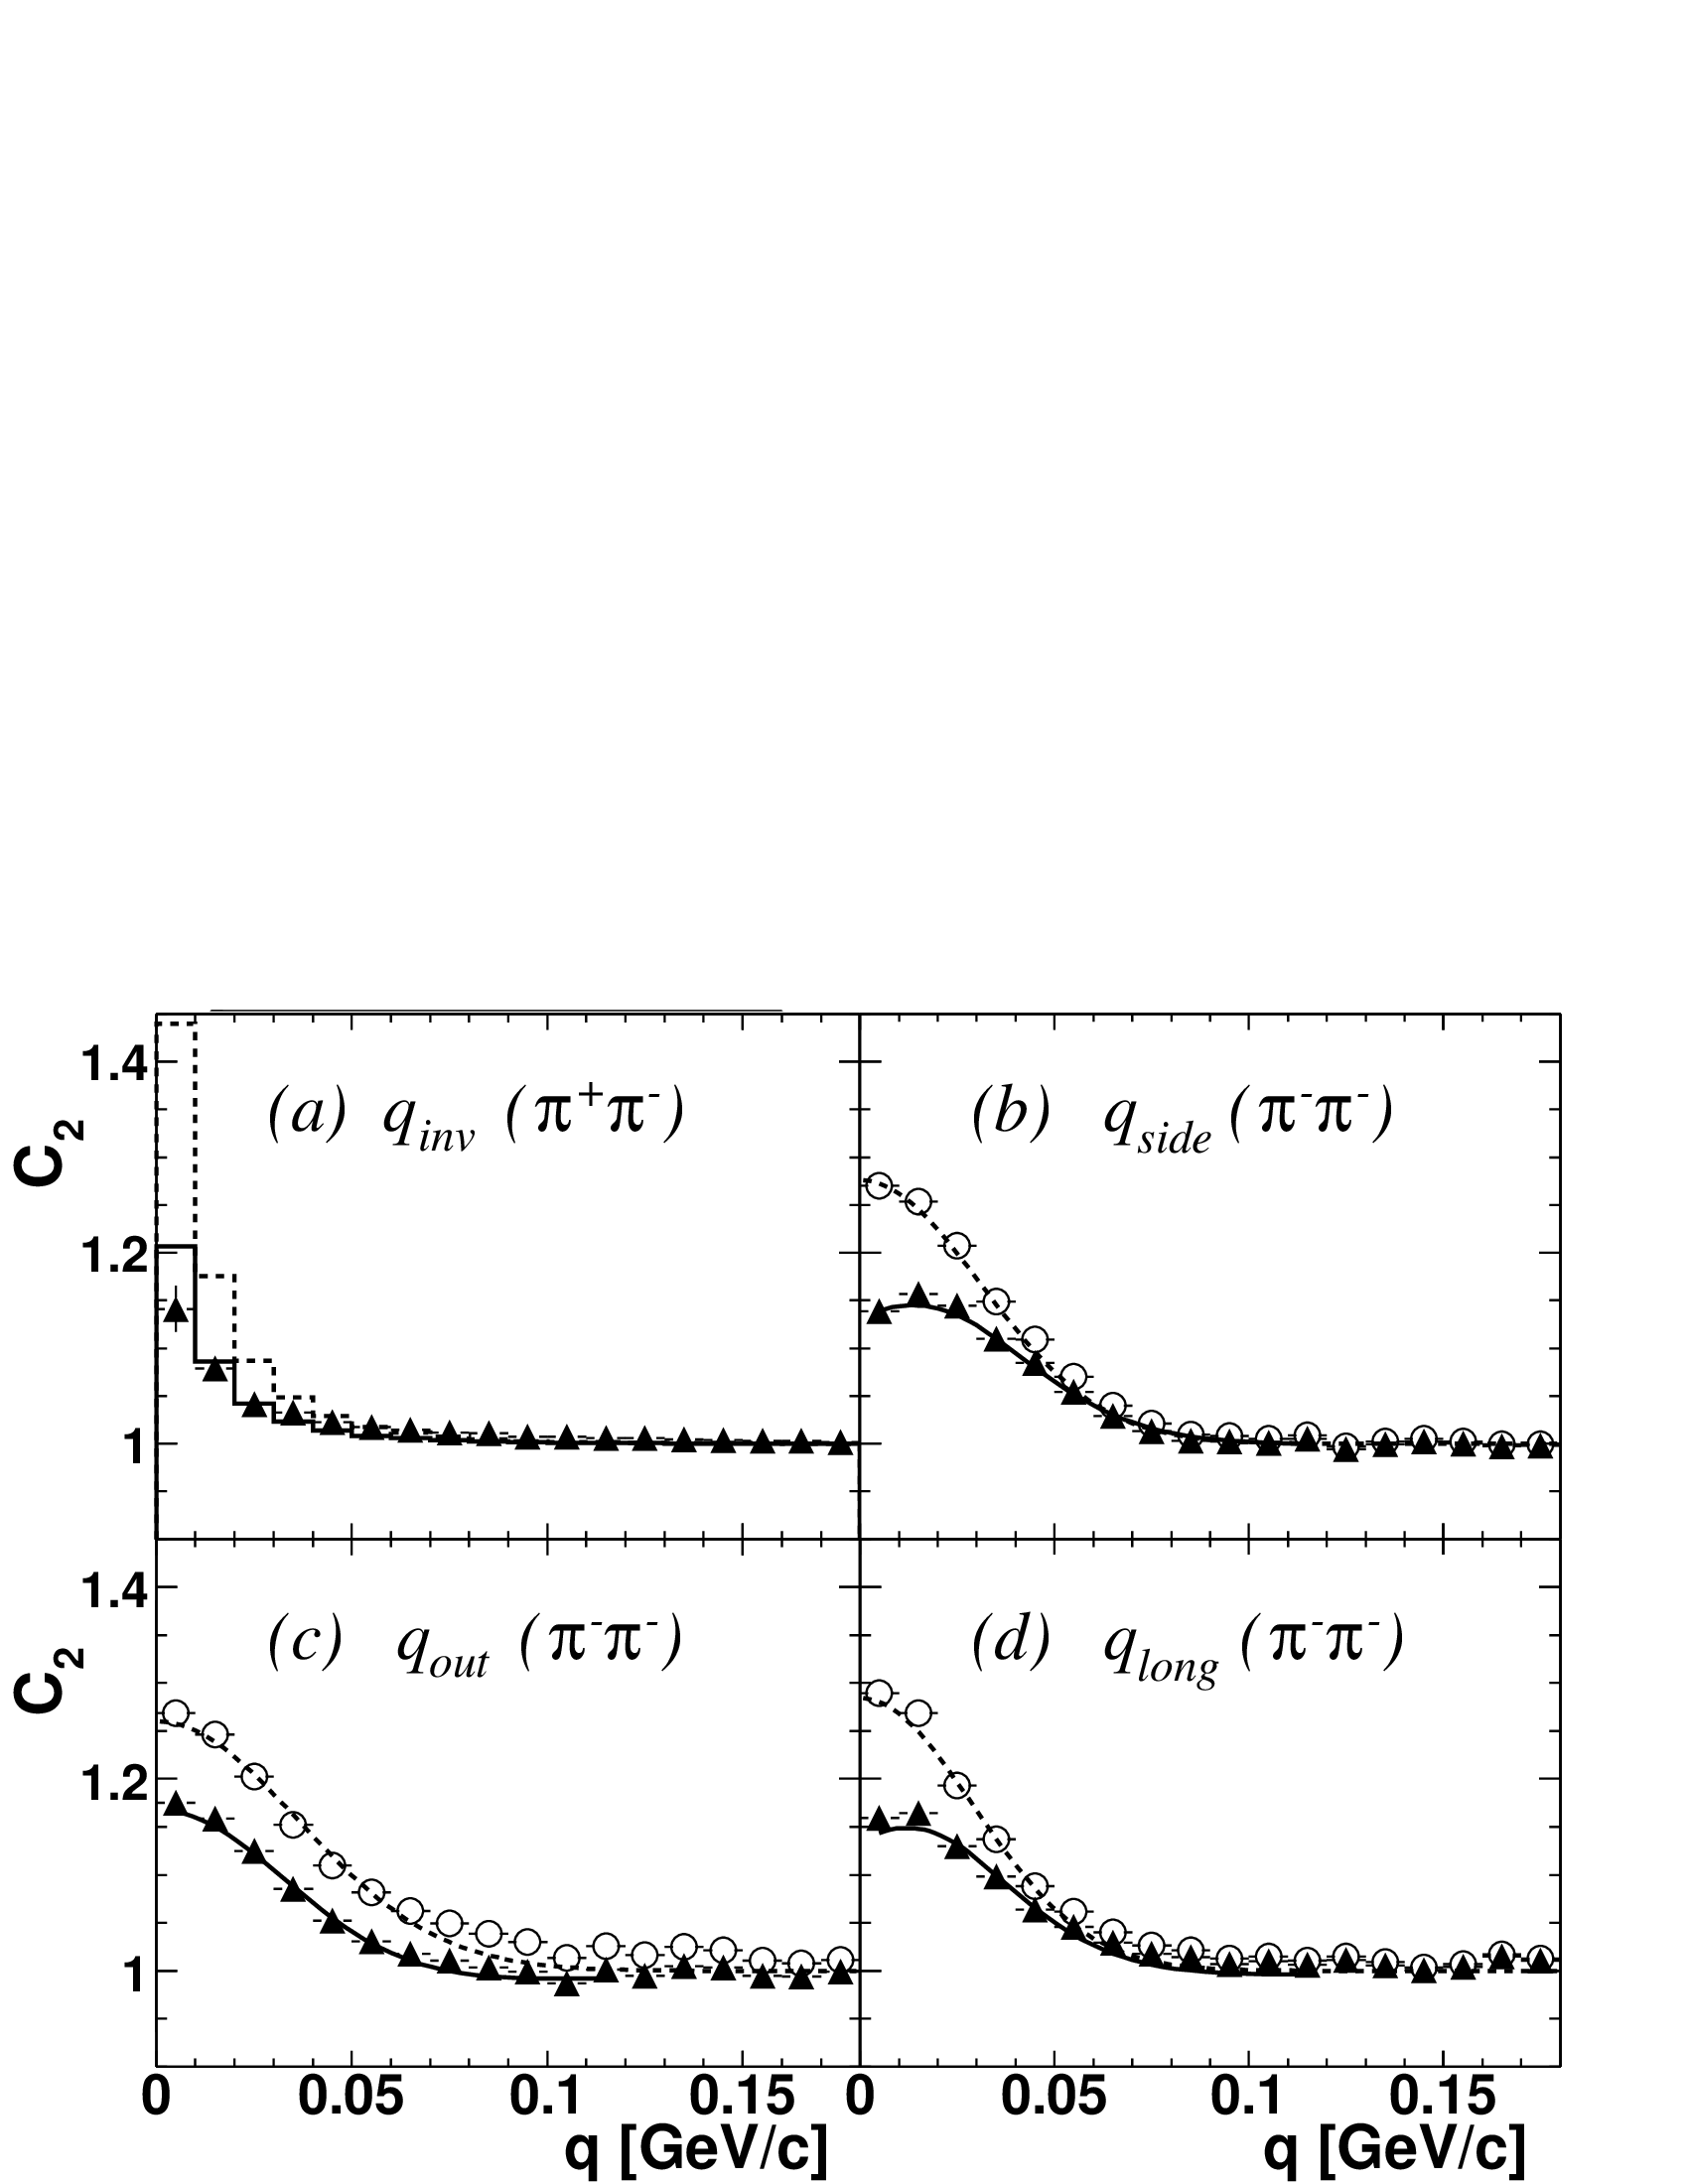 C2
1.4
1.2
1
(a) qinv (π+π-)
(b) qside (π-π-)
C2
1.4
1.2
1
(c) qout (π-π-)
(d) qlong (π-π-)
0 0.05 0.1 0.15 0 0.05 0.1 0.15
q [GeV/c] q [GeV/c]